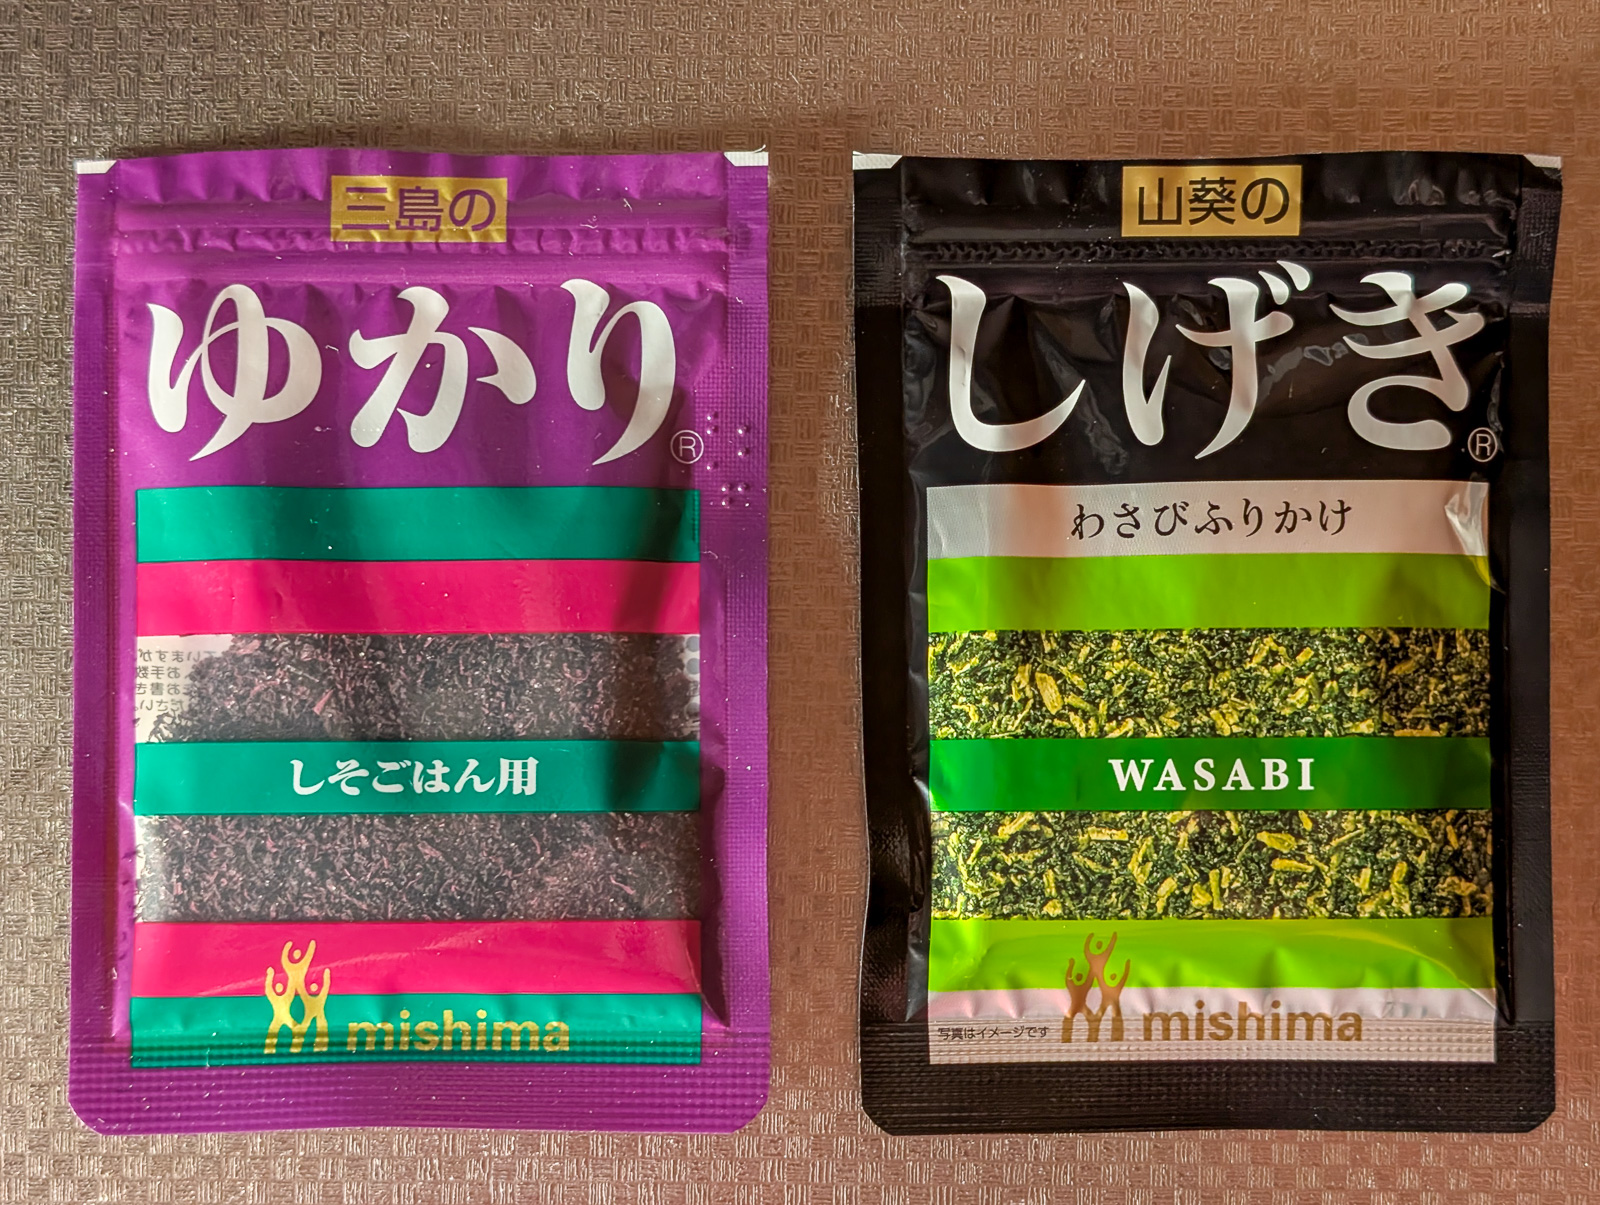 三島の
ゆかり®
しそごはん用
mishima
山葵の
しげき®
わさびふりかけ
WASABI
写真はイメージです
mishima